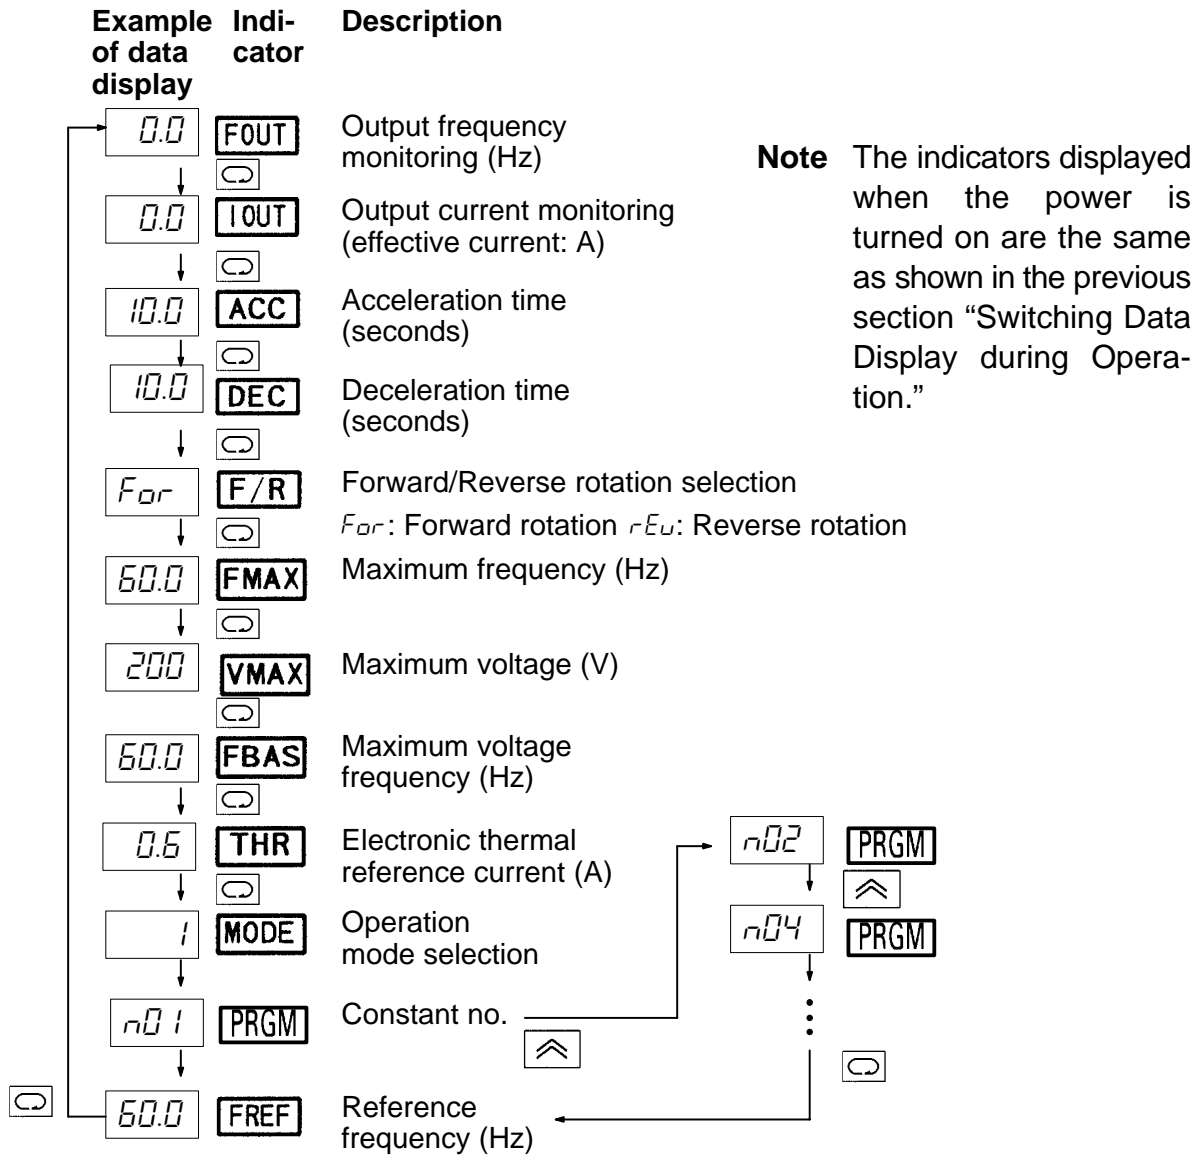 Example Indi- Description
of data cator
display
0.0 FOUT Output frequency
monitoring (Hz)
0.0 IOUT Output current monitoring
(effective current: A)
10.0 ACC Acceleration time
(seconds)
10.0 DEC Deceleration time
(seconds)
For F/R Forward/Reverse rotation selection
For: Forward rotation rEu: Reverse rotation
60.0 FMAX Maximum frequency (Hz)
200 VMAX Maximum voltage (V)
60.0 FBAS Maximum voltage
frequency (Hz)
0.6 THR Electronic thermal
reference current (A)
1 MODE Operation
mode selection
n01 PRGM Constant no.
60.0 FREF Reference
frequency (Hz)
n02 PRGM
n04 PRGM
Note The indicators displayed
when the power is
turned on are the same
as shown in the previous
section “Switching Data
Display during Opera-
tion.”